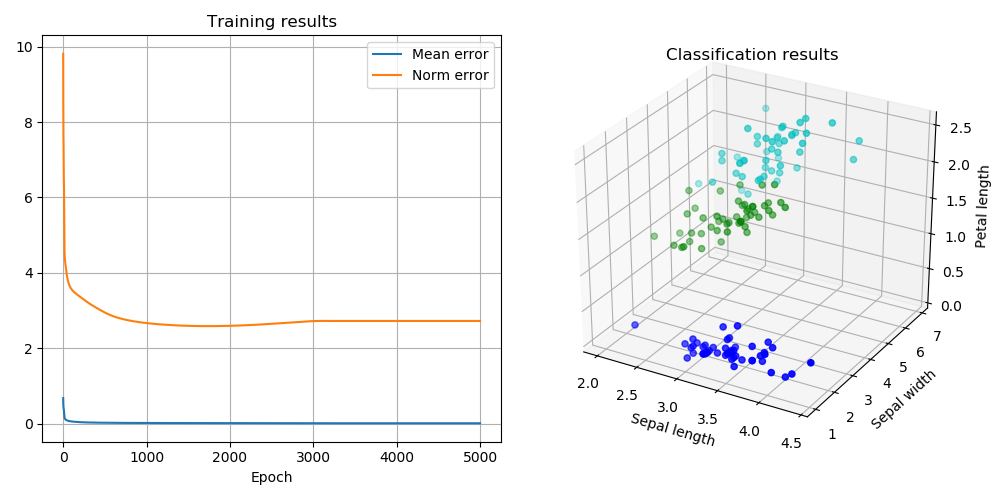 Training results
Mean error
Norm error
10
8
6
4
2
0
0 1000 2000 3000 4000 5000
Epoch
Classification results
2.5
2.0
1.5
1.0
0.5
0.0
Petal length
7
6
5
4
3
2
1
Sepal width
2.0 2.5 3.0 3.5 4.0 4.5
Sepal length